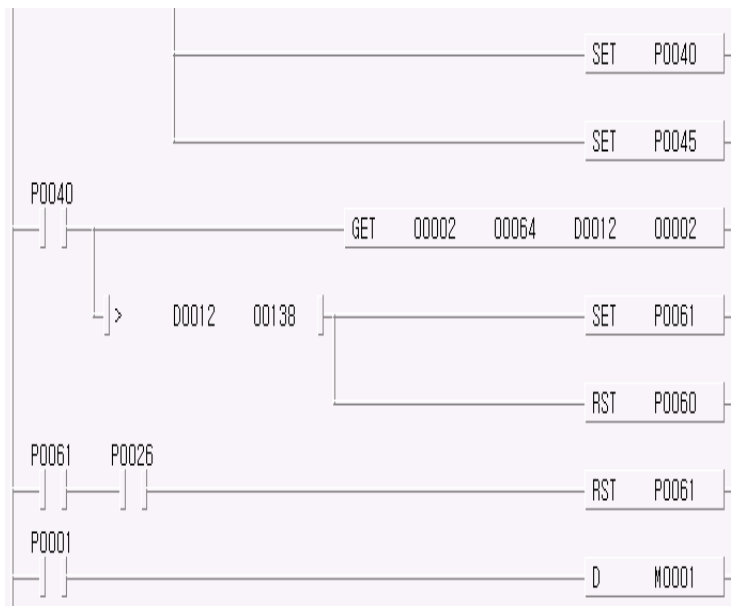 SET P0040
SET P0045
P0040
GET 00002 00064 D0012 00002
> D0012 00138 SET P0061
RST P0060
P0061 P0026
RST P0061
P0001
D M0001